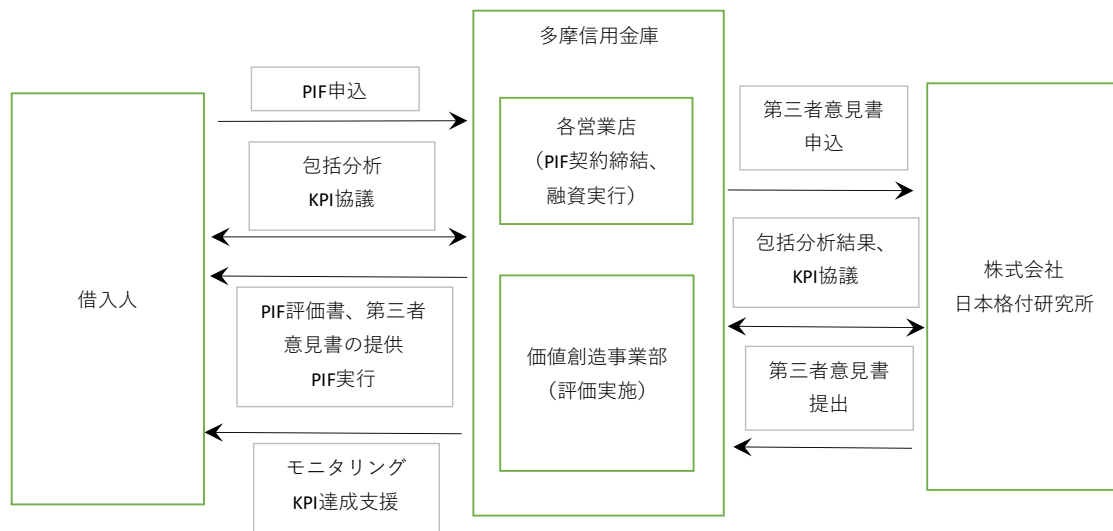 借入人
PIF申込
包括分析
KPI協議
PIF評価書、第三者
意見書の提供
PIF実行
モニタリング
KPI達成支援
多摩信用金庫
各営業店
（PIF契約締結、
融資実行）
価値創造事業部
（評価実施）
第三者意見書
申込
包括分析結果、
KPI協議
第三者意見書
提出
株式会社
日本格付研究所